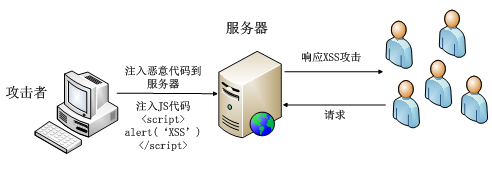 服务器
攻击者
注入恶意代码到
服务器
注入JS代码
<script>
alert(‘XSS’)
</script>
响应XSS攻击
请求